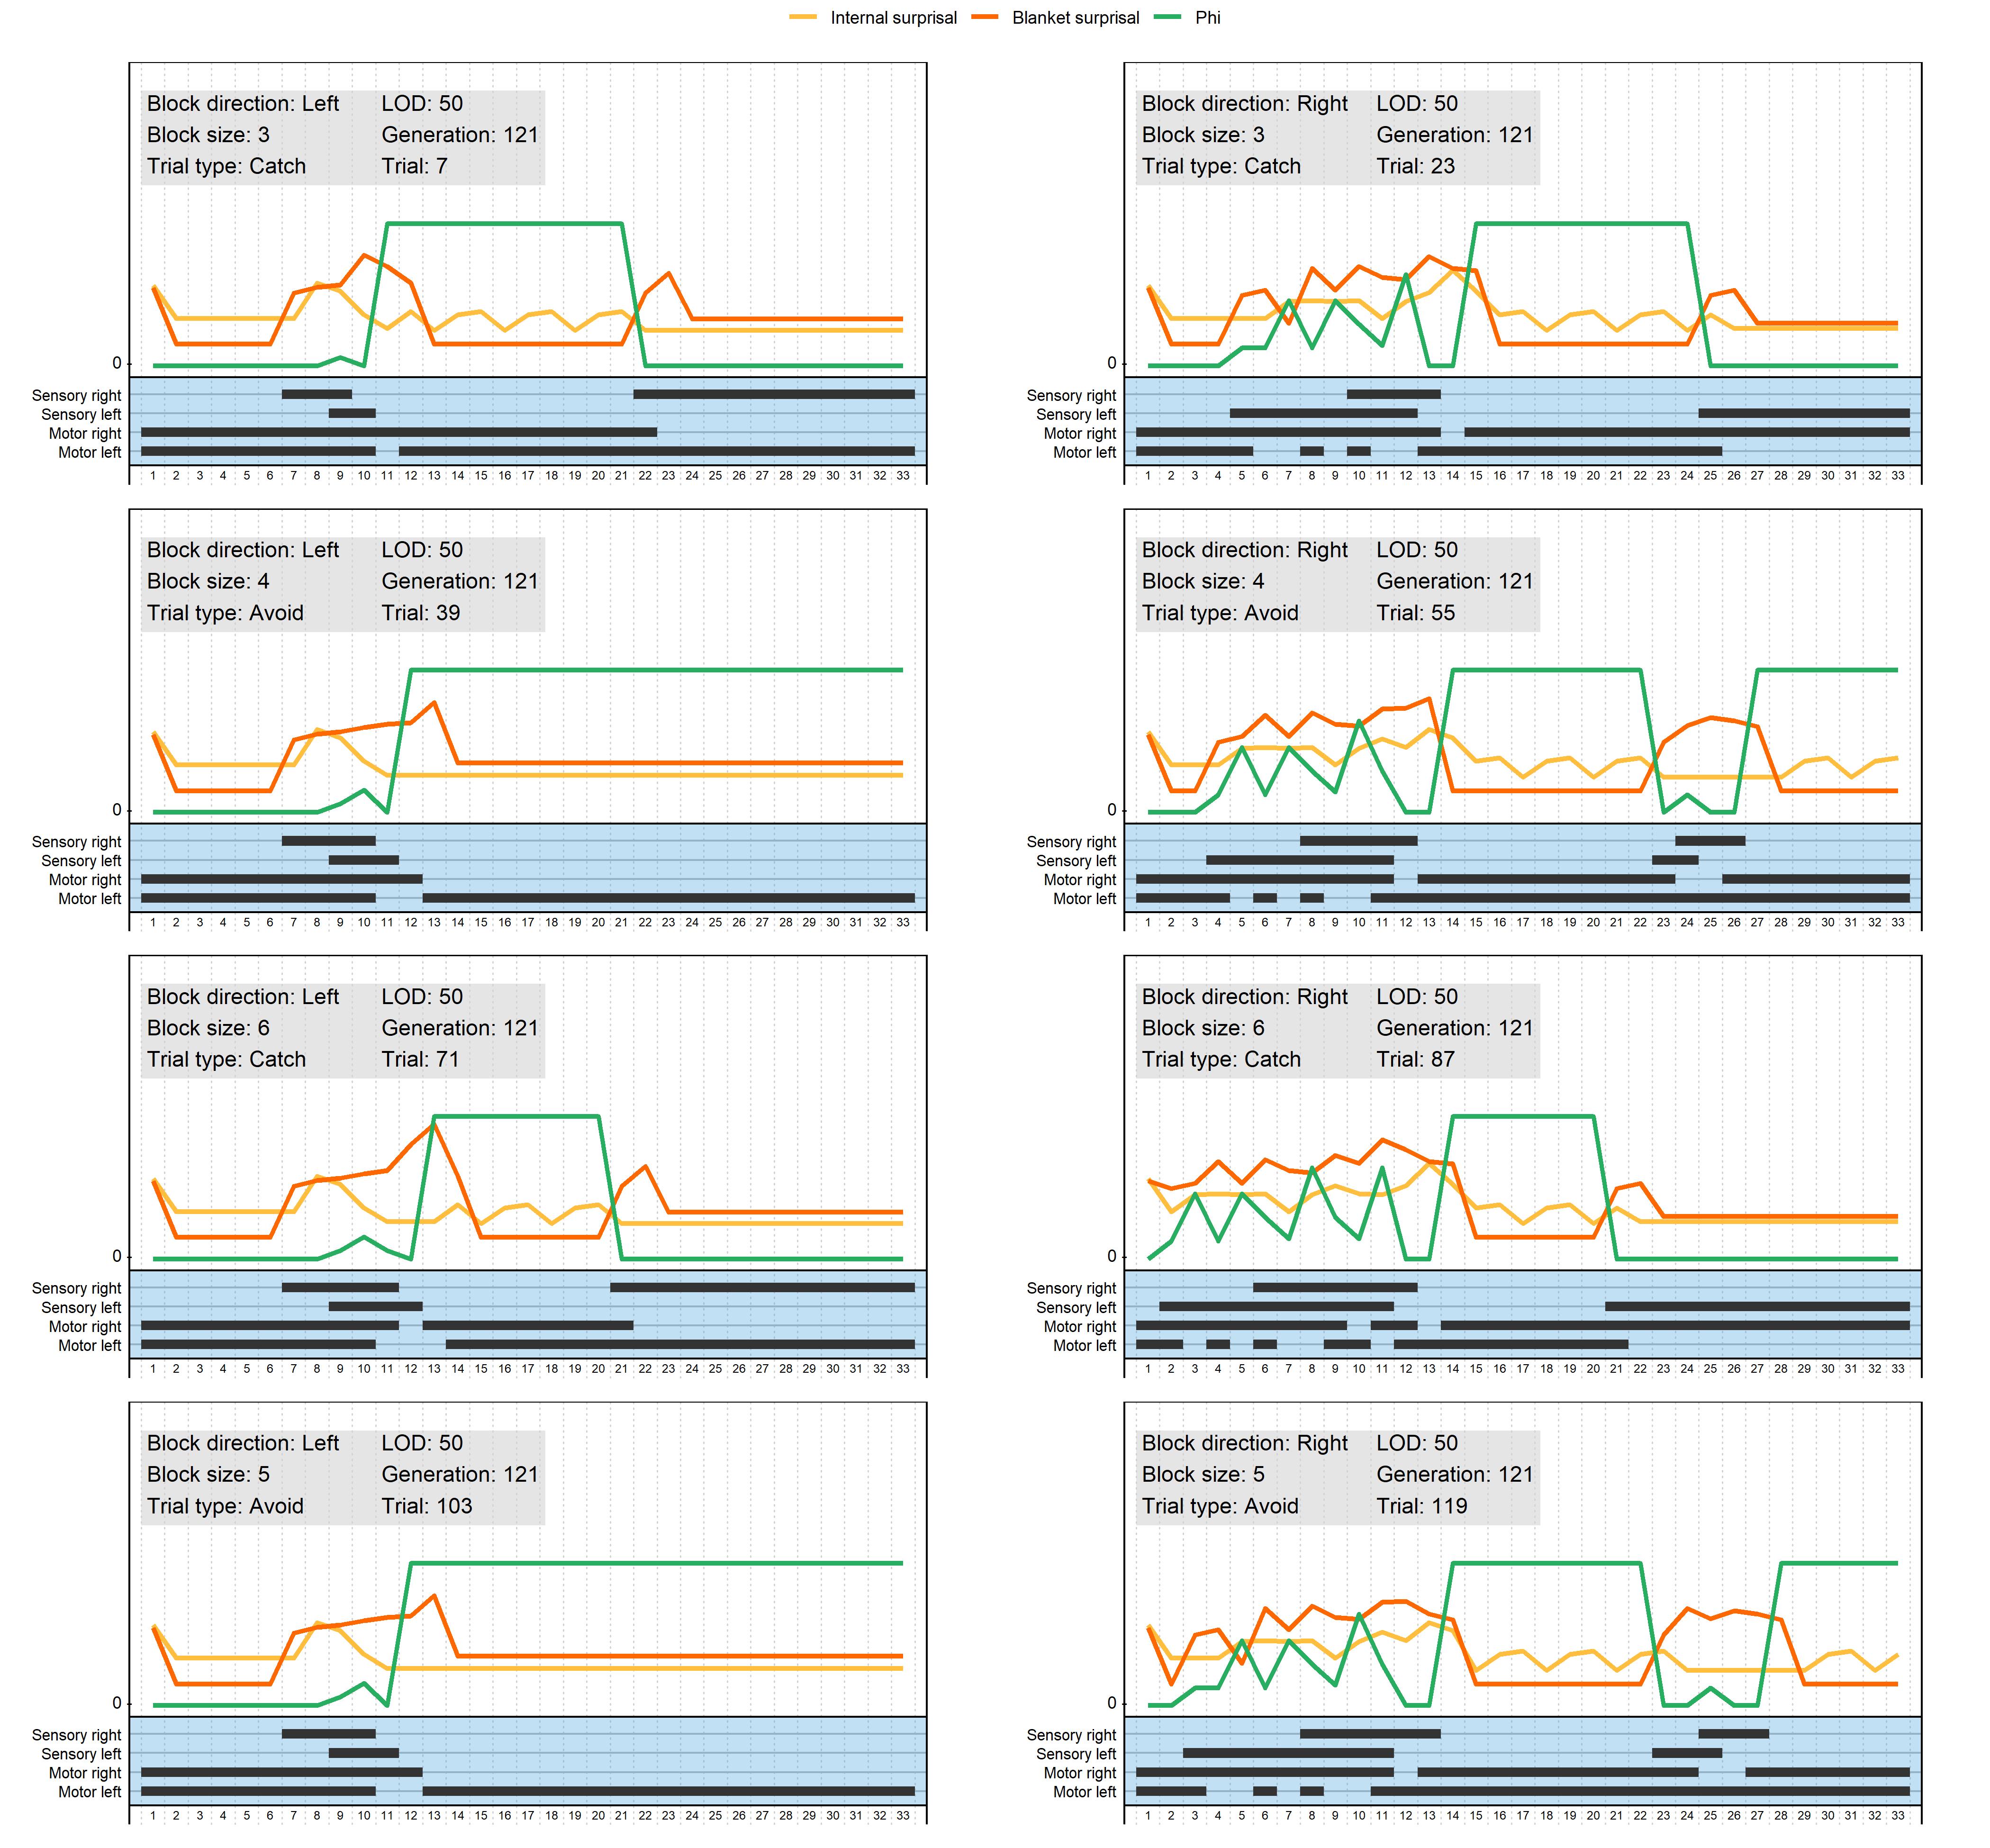 Internal surprisal Blanket surprisal Phi
Block direction: Left LOD: 50
Block size: 3 Generation: 121
Trial type: Catch Trial: 7
0
Sensory right
Sensory left
Motor right
Motor left
1 2 3 4 5 6 7 8 9 10 11 12 13 14 15 16 17 18 19 20 21 22 23 24 25 26 27 28 29 30 31 32 33
Block direction: Right LOD: 50
Block size: 3 Generation: 121
Trial type: Catch Trial: 23
0
Sensory right
Sensory left
Motor right
Motor left
1 2 3 4 5 6 7 8 9 10 11 12 13 14 15 16 17 18 19 20 21 22 23 24 25 26 27 28 29 30 31 32 33
Block direction: Left LOD: 50
Block size: 4 Generation: 121
Trial type: Avoid Trial: 39
0
Sensory right
Sensory left
Motor right
Motor left
1 2 3 4 5 6 7 8 9 10 11 12 13 14 15 16 17 18 19 20 21 22 23 24 25 26 27 28 29 30 31 32 33
Block direction: Right LOD: 50
Block size: 4 Generation: 121
Trial type: Avoid Trial: 55
0
Sensory right
Sensory left
Motor right
Motor left
1 2 3 4 5 6 7 8 9 10 11 12 13 14 15 16 17 18 19 20 21 22 23 24 25 26 27 28 29 30 31 32 33
Block direction: Left LOD: 50
Block size: 6 Generation: 121
Trial type: Catch Trial: 71
0
Sensory right
Sensory left
Motor right
Motor left
1 2 3 4 5 6 7 8 9 10 11 12 13 14 15 16 17 18 19 20 21 22 23 24 25 26 27 28 29 30 31 32 33
Block direction: Right LOD: 50
Block size: 6 Generation: 121
Trial type: Catch Trial: 87
0
Sensory right
Sensory left
Motor right
Motor left
1 2 3 4 5 6 7 8 9 10 11 12 13 14 15 16 17 18 19 20 21 22 23 24 25 26 27 28 29 30 31 32 33
Block direction: Left LOD: 50
Block size: 5 Generation: 121
Trial type: Avoid Trial: 103
0
Sensory right
Sensory left
Motor right
Motor left
1 2 3 4 5 6 7 8 9 10 11 12 13 14 15 16 17 18 19 20 21 22 23 24 25 26 27 28 29 30 31 32 33
Block direction: Right LOD: 50
Block size: 5 Generation: 121
Trial type: Avoid Trial: 119
0
Sensory right
Sensory left
Motor right
Motor left
1 2 3 4 5 6 7 8 9 10 11 12 13 14 15 16 17 18 19 20 21 22 23 24 25 26 27 28 29 30 31 32 33